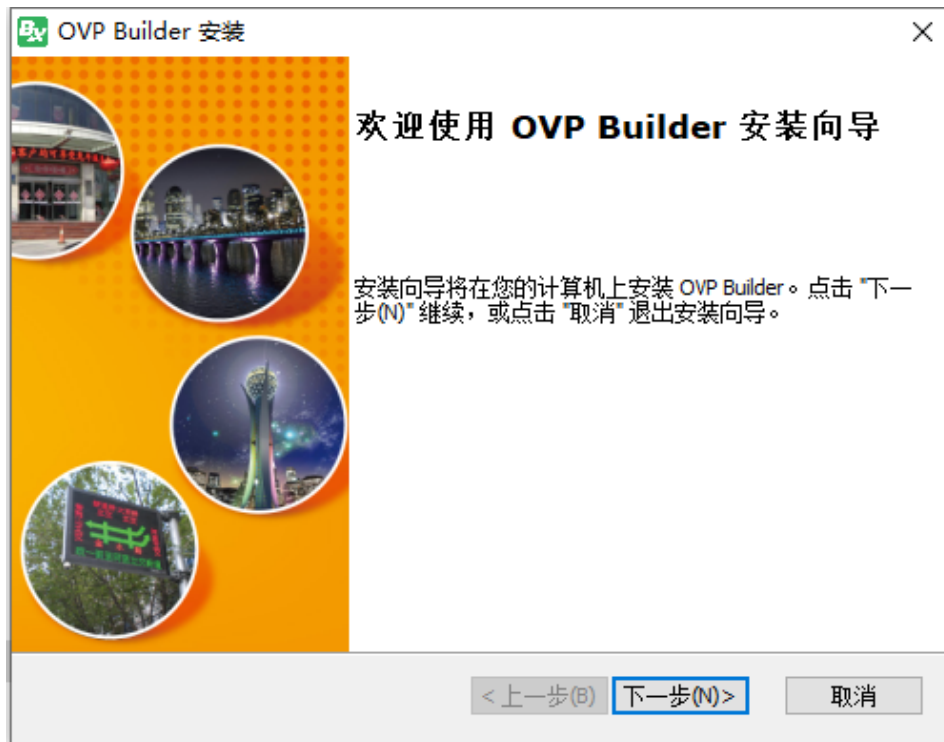 BX OVP Builder 安装
欢迎使用 OVP Builder 安装向导
安装向导将在您的计算机上安装 OVP Builder。点击 "下一
步(N)" 继续，或点击 "取消" 退出安装向导。
<上一步(B)
下一步(N)>
取消